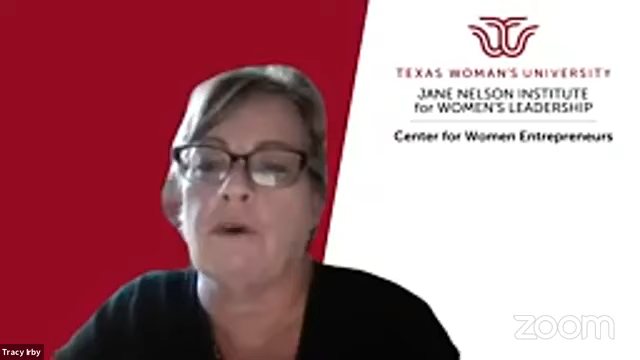 TEXAS WOMAN'S UNIVERSITY
JANE NELSON INSTITUTE
for WOMEN'S LEADERSHIP
Center for Women Entrepreneurs
Tracy Irby
zoom